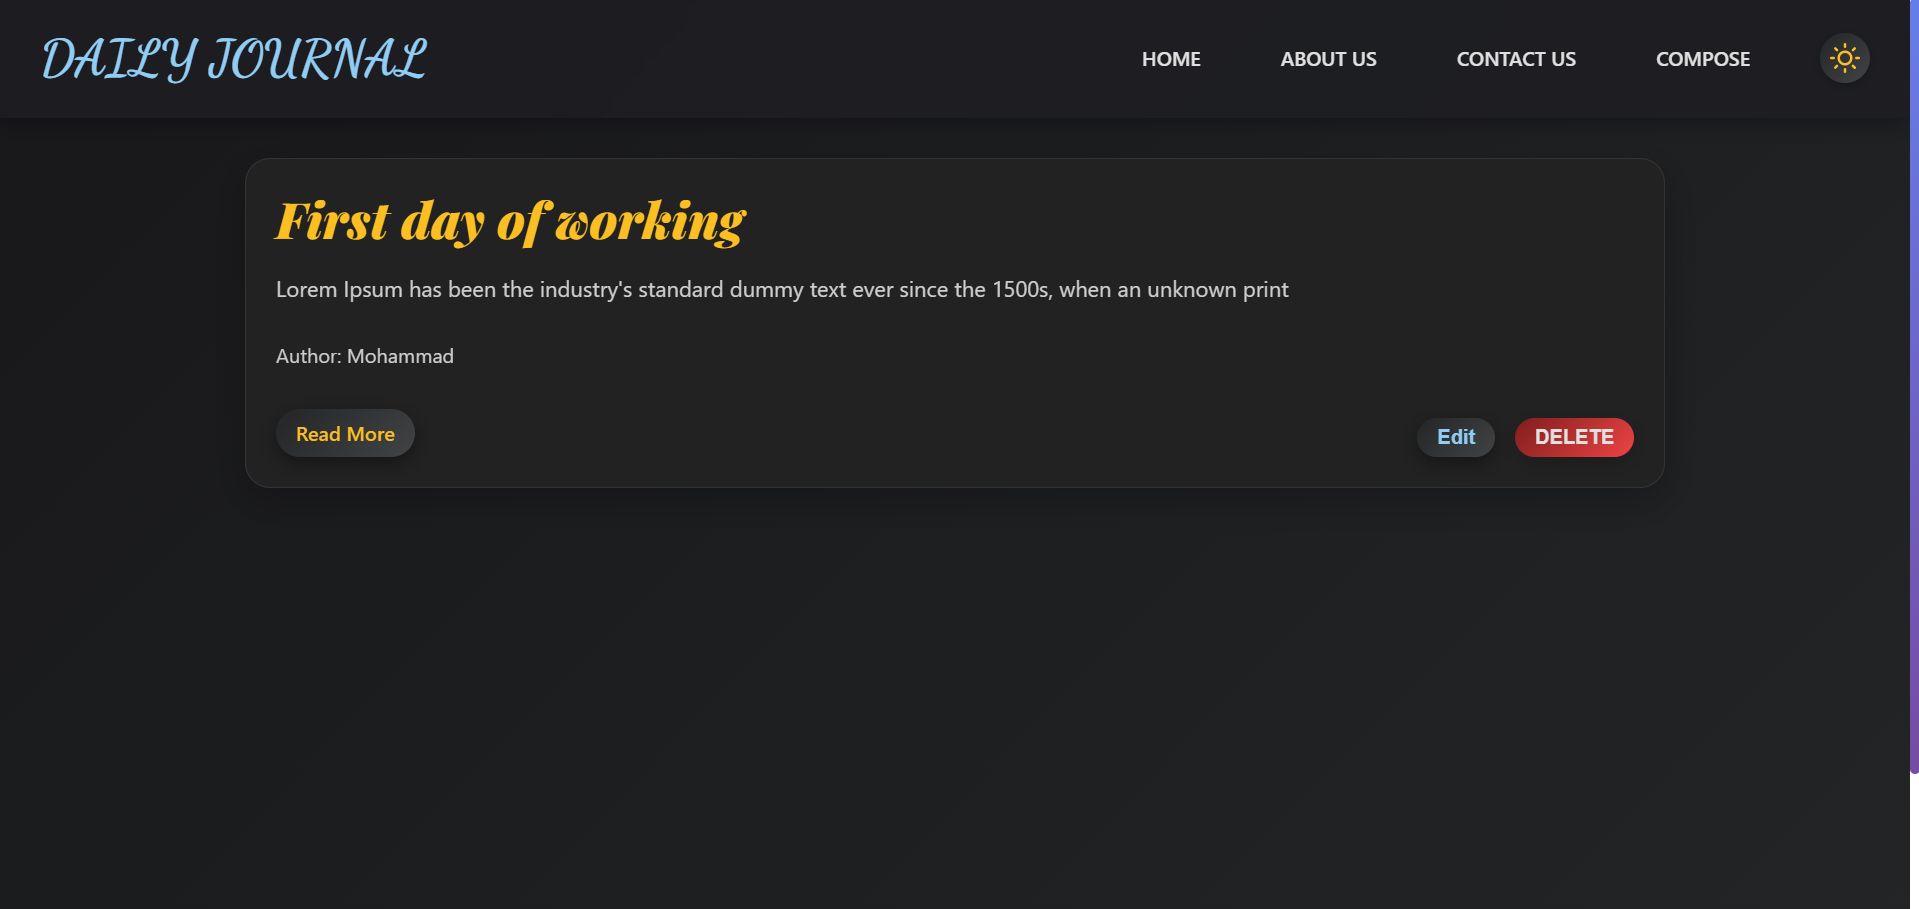 DAILY JOURNAL
HOME
ABOUT US
CONTACT US
COMPOSE
First day of working
Lorem Ipsum has been the industry's standard dummy text ever since the 1500s, when an unknown print
Author: Mohammad
Read More
Edit
DELETE